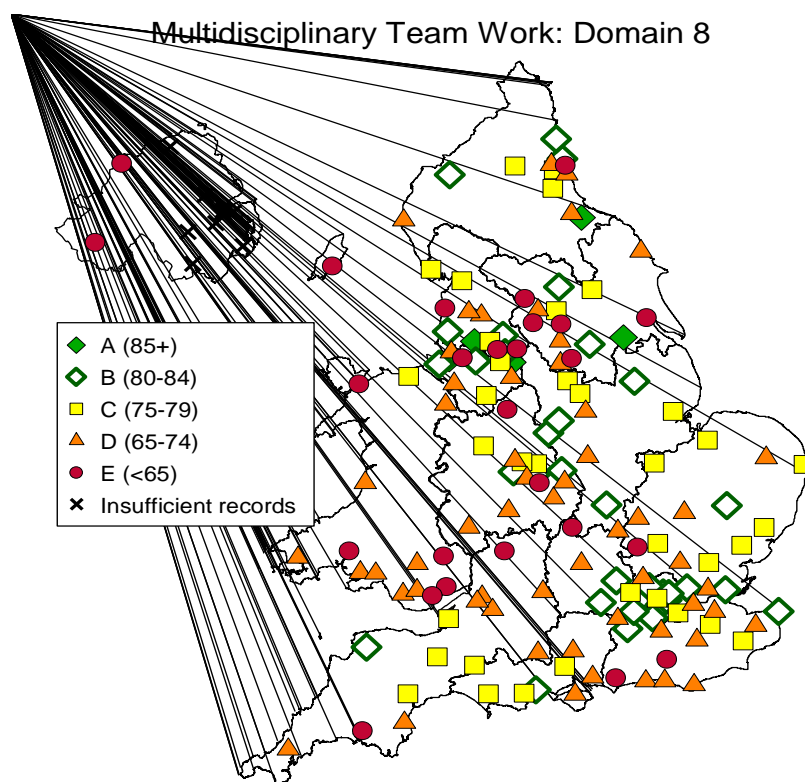 Multidisciplinary Team Work: Domain 8
A (85+)
B (80-84)
C (75-79)
D (65-74)
E (<65)
Insufficient records